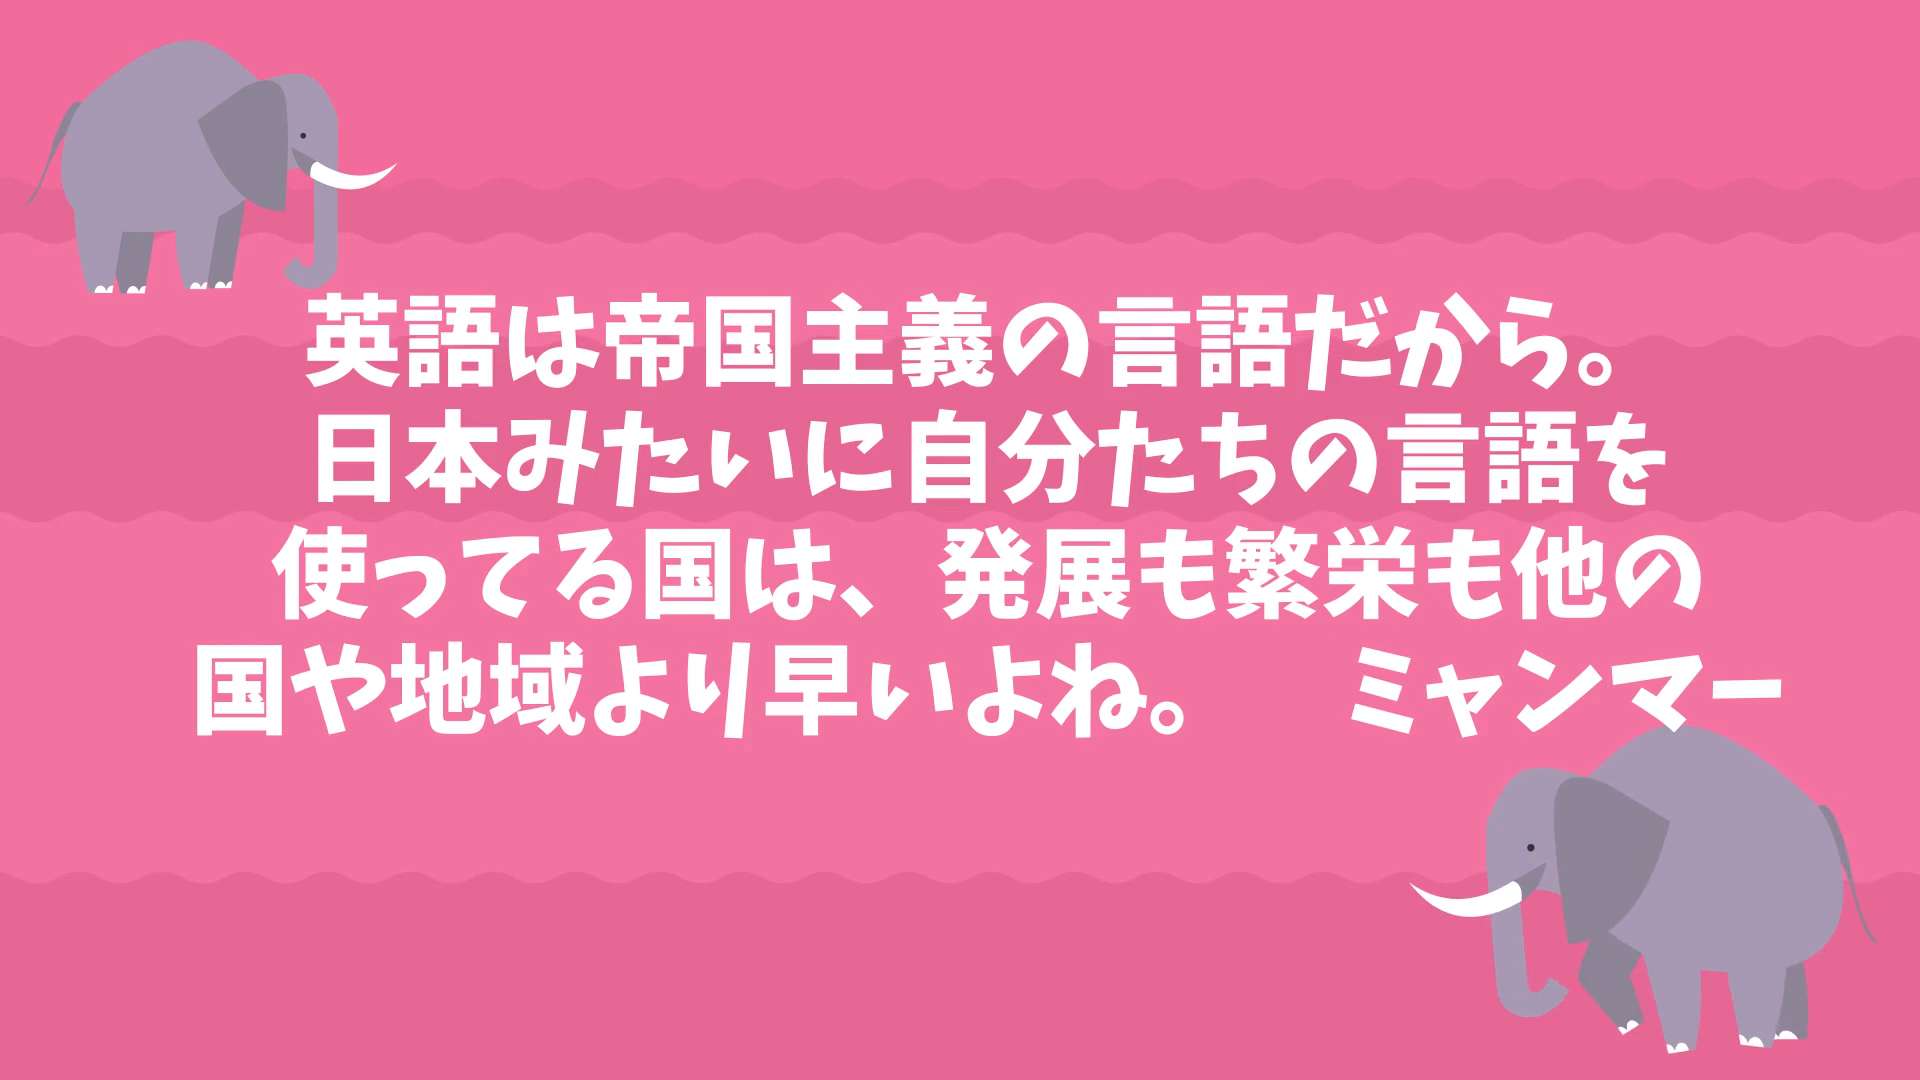 英語は帝国主義の言語だから。
日本みたいに自分たちの言語を
使ってる国は、発展も繁栄も他の
国や地域より早いよね。　　ミャンマー